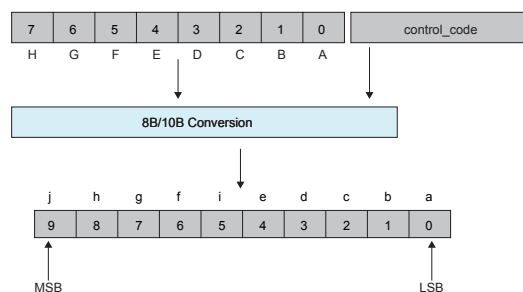 7 6 5 4 3 2 1 0 control_code
H G F E D C B A
8B/10B Conversion
j h g f i e d c b a
9 8 7 6 5 4 3 2 1 0
MSB LSB